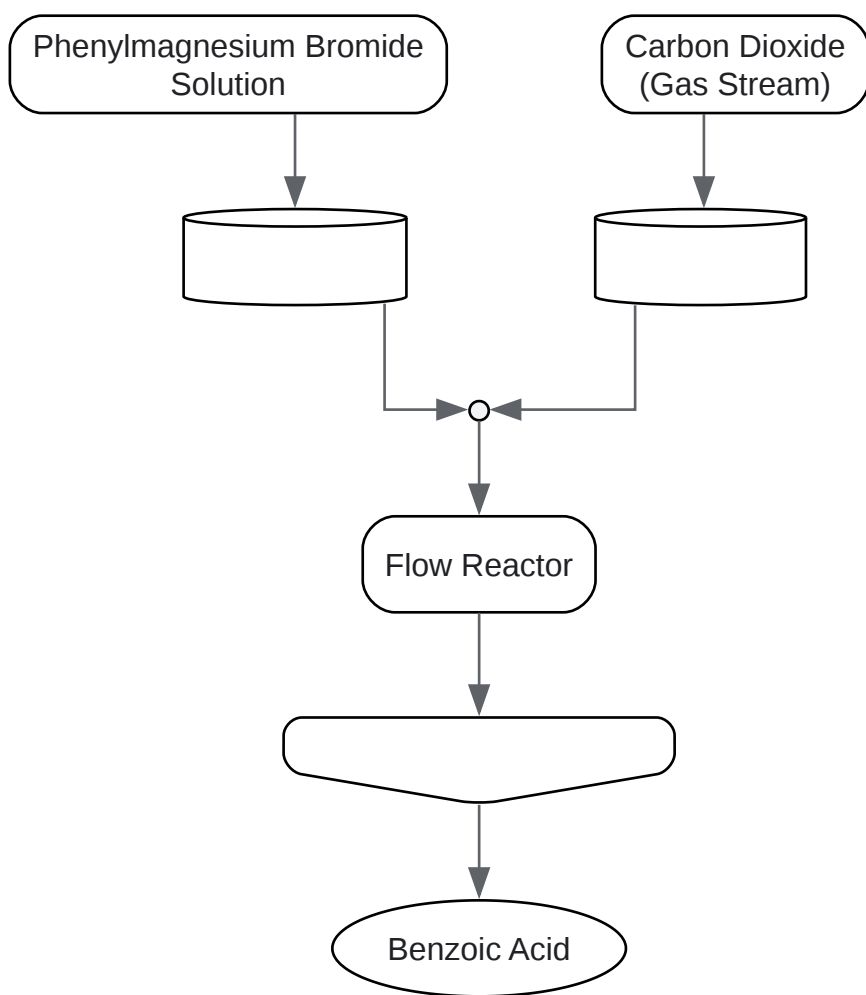 Phenylmagnesium Bromide
Solution
Carbon Dioxide
(Gas Stream)
Flow Reactor
Benzoic Acid